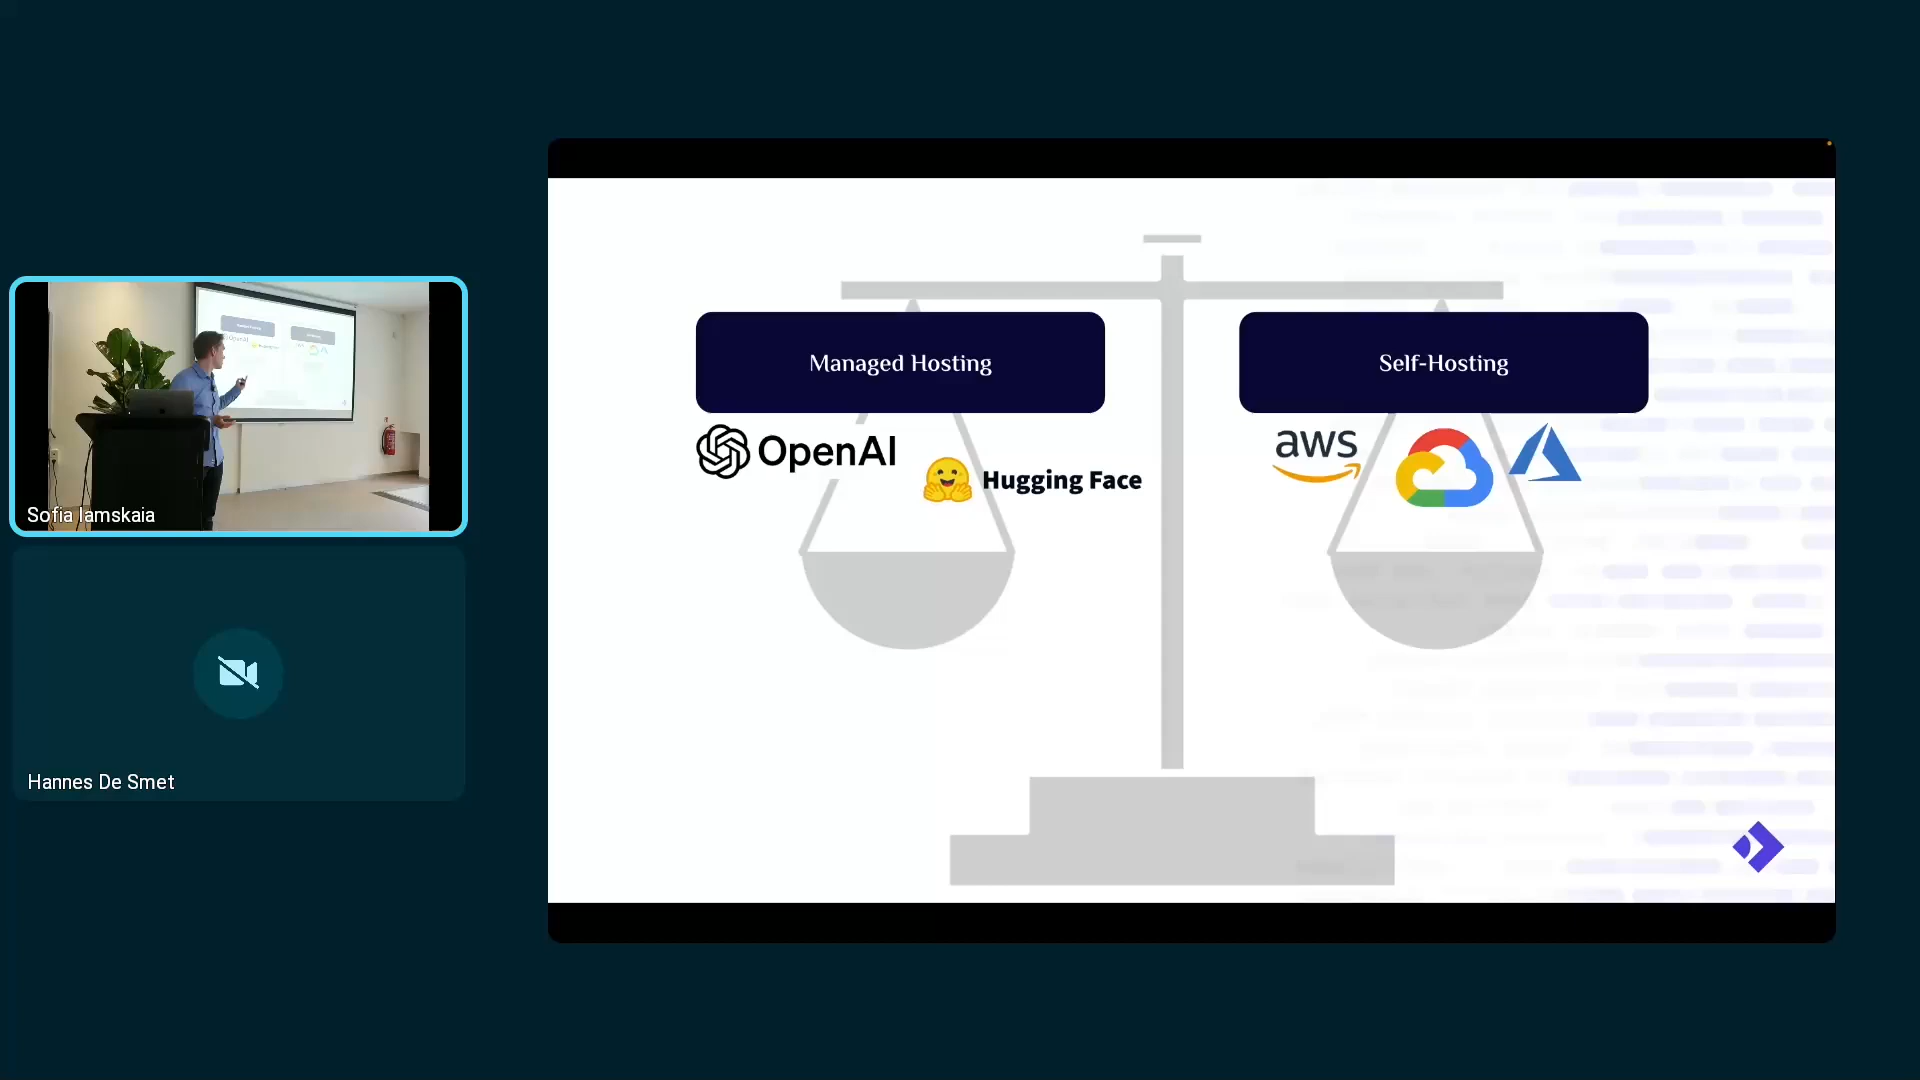 Sofia Iamskaia
Hannes De Smet
Managed Hosting
Self-Hosting
OpenAI
Hugging Face
aws